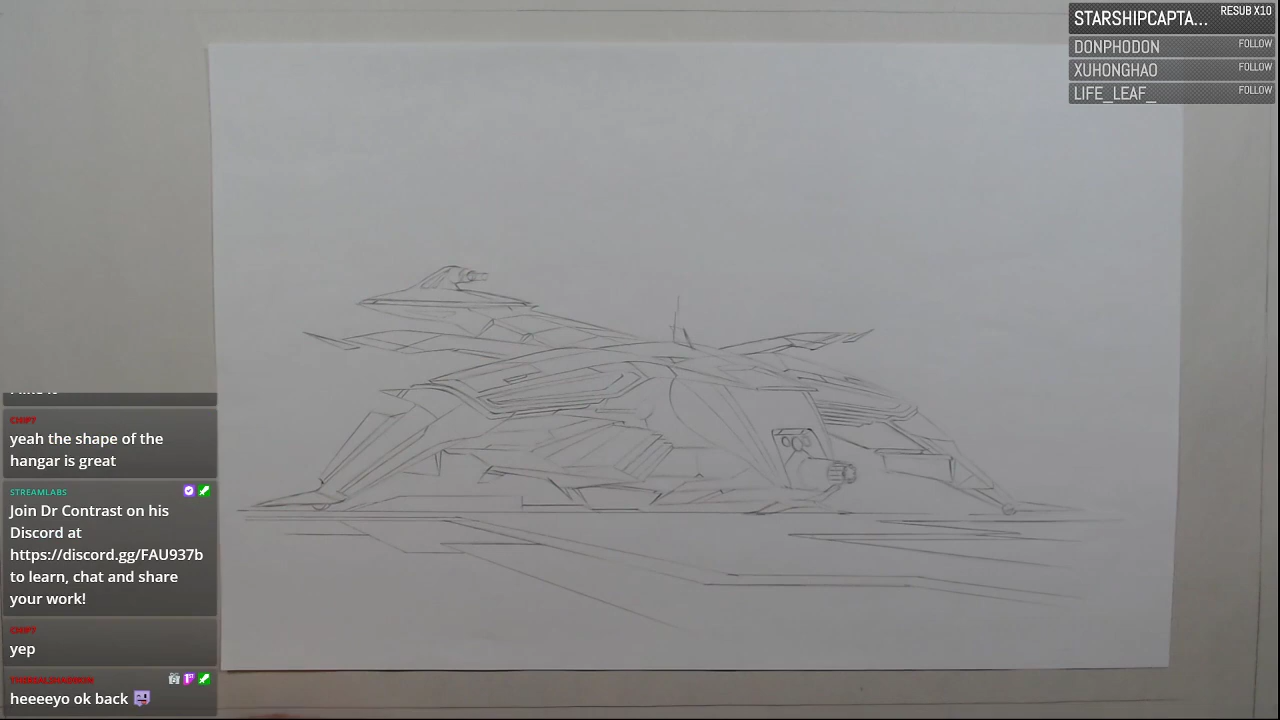 STARSHIPCAPTA... RESUB X10
DONPHODON FOLLOW
XUHONGHAO FOLLOW
LIFE_LEAF_ FOLLOW
CHIP7
yeah the shape of the
hangar is great
STREAMLABS
Join Dr Contrast on his
Discord at
https://discord.gg/FAU937b
to learn, chat and share
your work!
CHIP7
yep
heeeeyo ok back